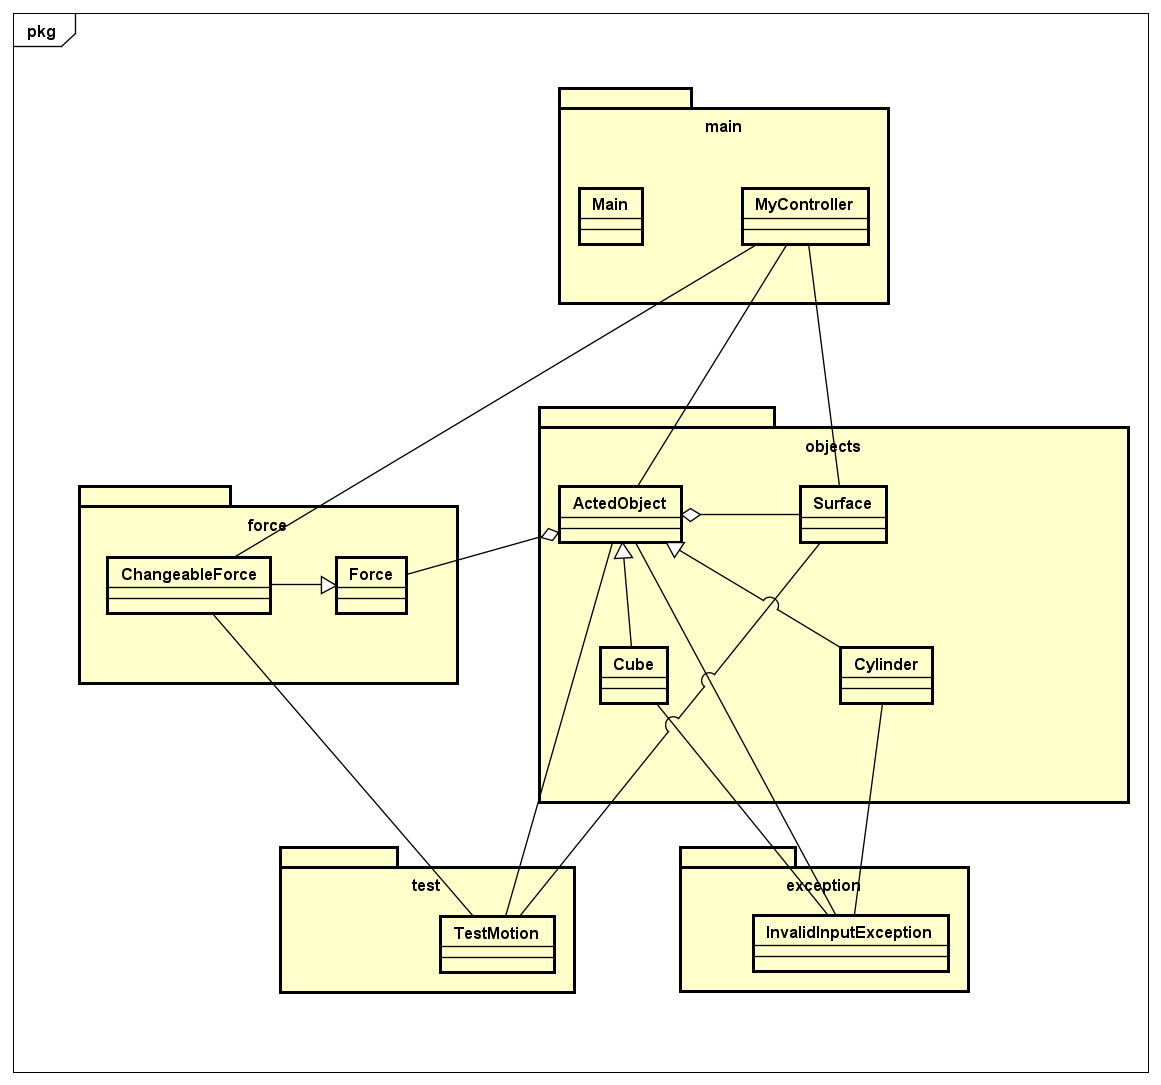 pkg
main
Main
MyController
objects
ActedObject
Surface
force
ChangeableForce
Force
Cube
Cylinder
test
TestMotion
exception
InvalidInputException